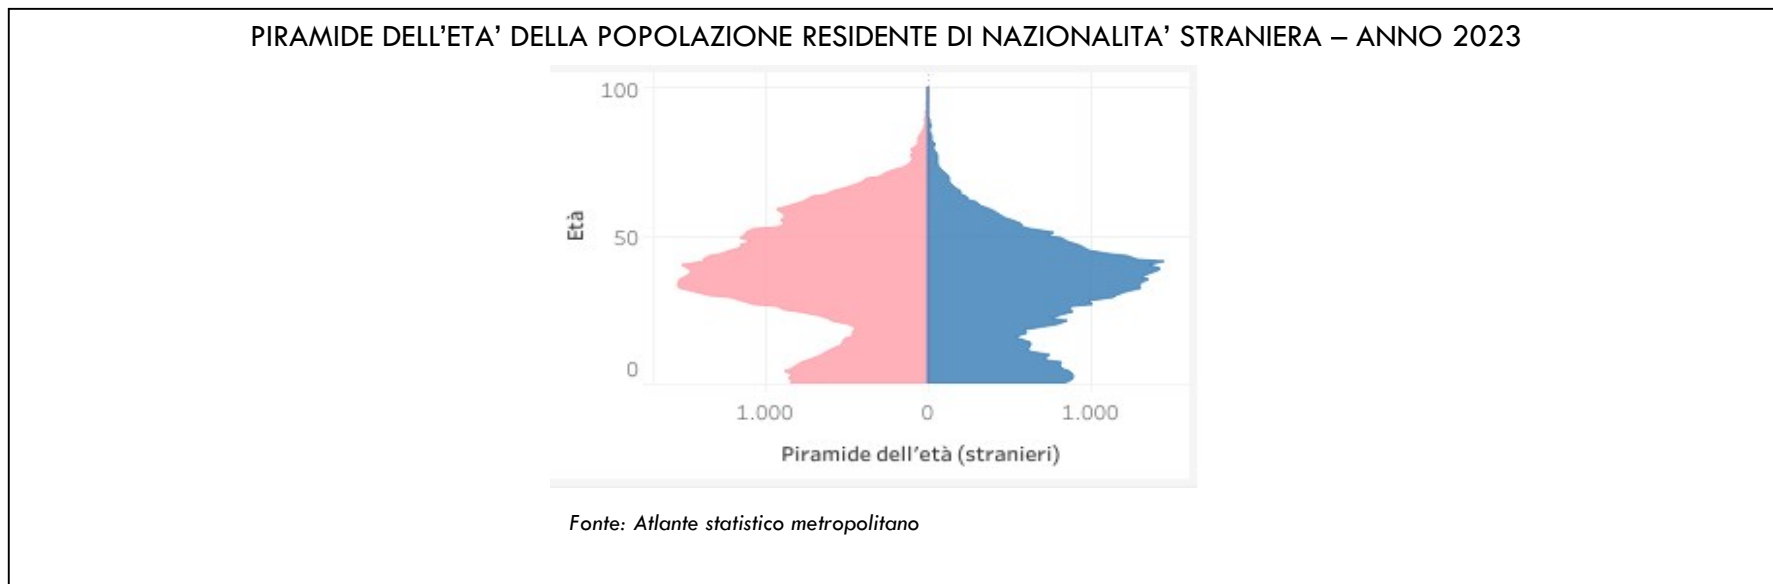 PIRAMIDE DELL'ETA' DELLA POPOLAZIONE RESIDENTE DI NAZIONALITA' STRANIERA – ANNO 2023
100
Età
50
0
1.000 0 1.000
Piramide dell'età (stranieri)
Fonte: Atlante statistico metropolitano